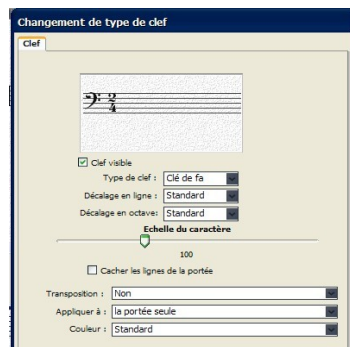 Changement de type de clef
Clef
2
4
Clef visible
Type de clef : Clé de fa
Décalage en ligne : Standard
Décalage en octave: Standard
Echelle du caractère
100
Cacher les lignes de la portée
Transposition : Non
Appliquer à : la portée seule
Couleur : Standard